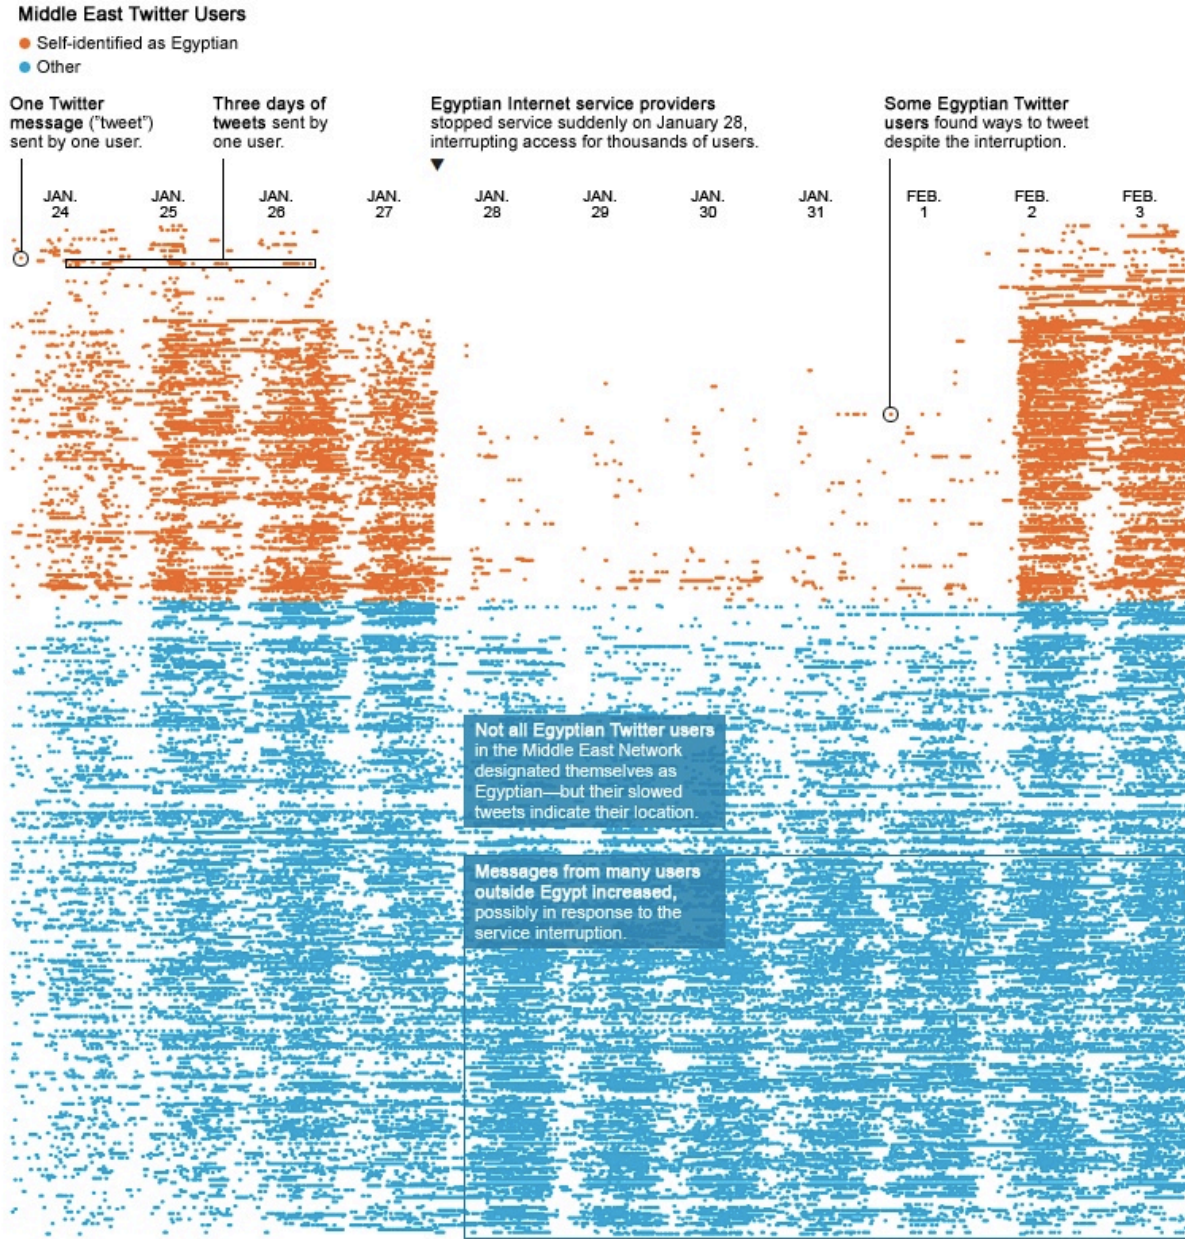 Middle East Twitter Users
Self-identified as Egyptian
Other
One Twitter
message ("tweet")
sent by one user.
Three days of
tweets sent by
one user.
Egyptian Internet service providers
stopped service suddenly on January 28,
interrupting access for thousands of users.
Some Egyptian Twitter
users found ways to tweet
despite the interruption.
JAN. JAN. JAN. JAN. JAN. JAN. JAN. JAN. FEB. FEB. FEB.
24 25 26 27 28 29 30 31 1 2 3
Not all Egyptian Twitter users
in the Middle East Network
designated themselves as
Egyptian—but their slowed
tweets indicate their location.
Messages from many users
outside Egypt increased,
possibly in response to the
service interruption.